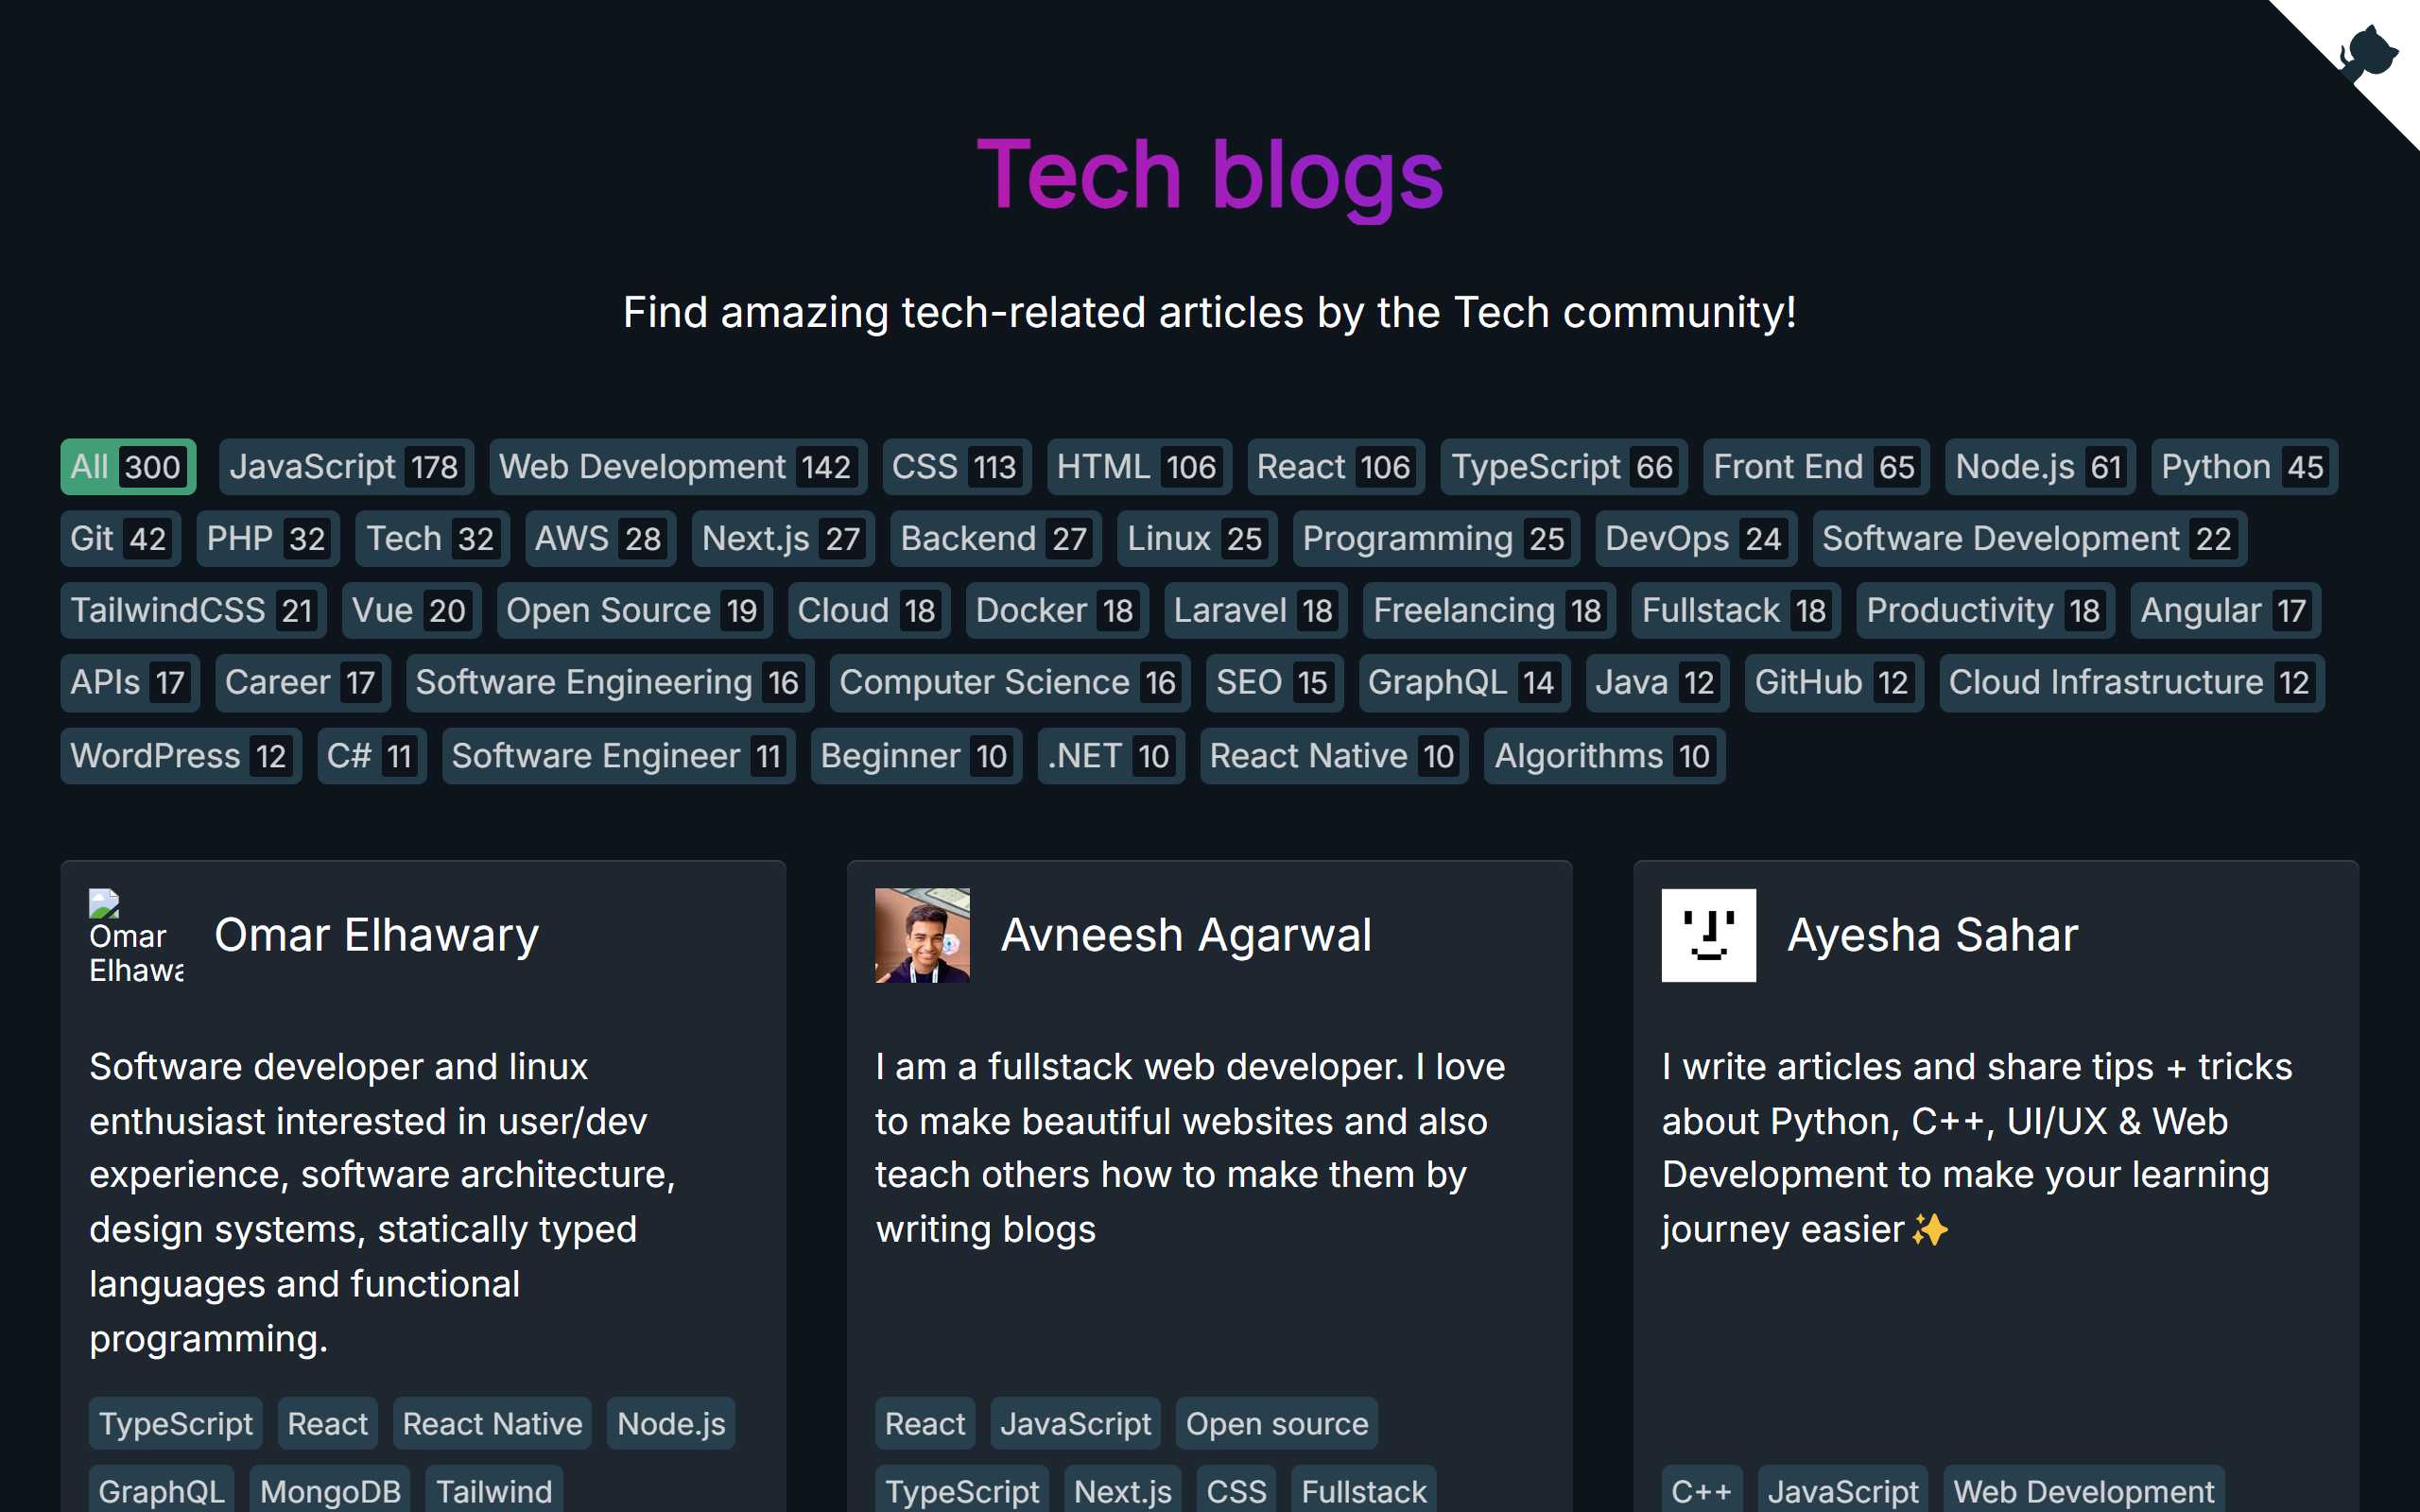 Tech blogs
Find amazing tech-related articles by the Tech community!
All 300 JavaScript 178 Web Development 142 CSS 113 HTML 106 React 106 TypeScript 66 Front End 65 Node.js 61 Python 45
Git 42 PHP 32 Tech 32 AWS 28 Next.js 27 Backend 27 Linux 25 Programming 25 DevOps 24 Software Development 22
TailwindCSS 21 Vue 20 Open Source 19 Cloud 18 Docker 18 Laravel 18 Freelancing 18 Fullstack 18 Productivity 18 Angular 17
APIs 17 Career 17 Software Engineering 16 Computer Science 16 SEO 15 GraphQL 14 Java 12 GitHub 12 Cloud Infrastructure 12
WordPress 12 C# 11 Software Engineer 11 Beginner 10 .NET 10 React Native 10 Algorithms 10
Omar
Elhawa
Omar Elhawary
Software developer and linux
enthusiast interested in user/dev
experience, software architecture,
design systems, statically typed
languages and functional
programming.
TypeScript React React Native Node.js
GraphQL MongoDB Tailwind
Avneesh Agarwal
I am a fullstack web developer. I love
to make beautiful websites and also
teach others how to make them by
writing blogs
React JavaScript Open source
TypeScript Next.js CSS Fullstack
Ayesha Sahar
I write articles and share tips + tricks
about Python, C++, UI/UX & Web
Development to make your learning
journey easier✨
C++ JavaScript Web Development